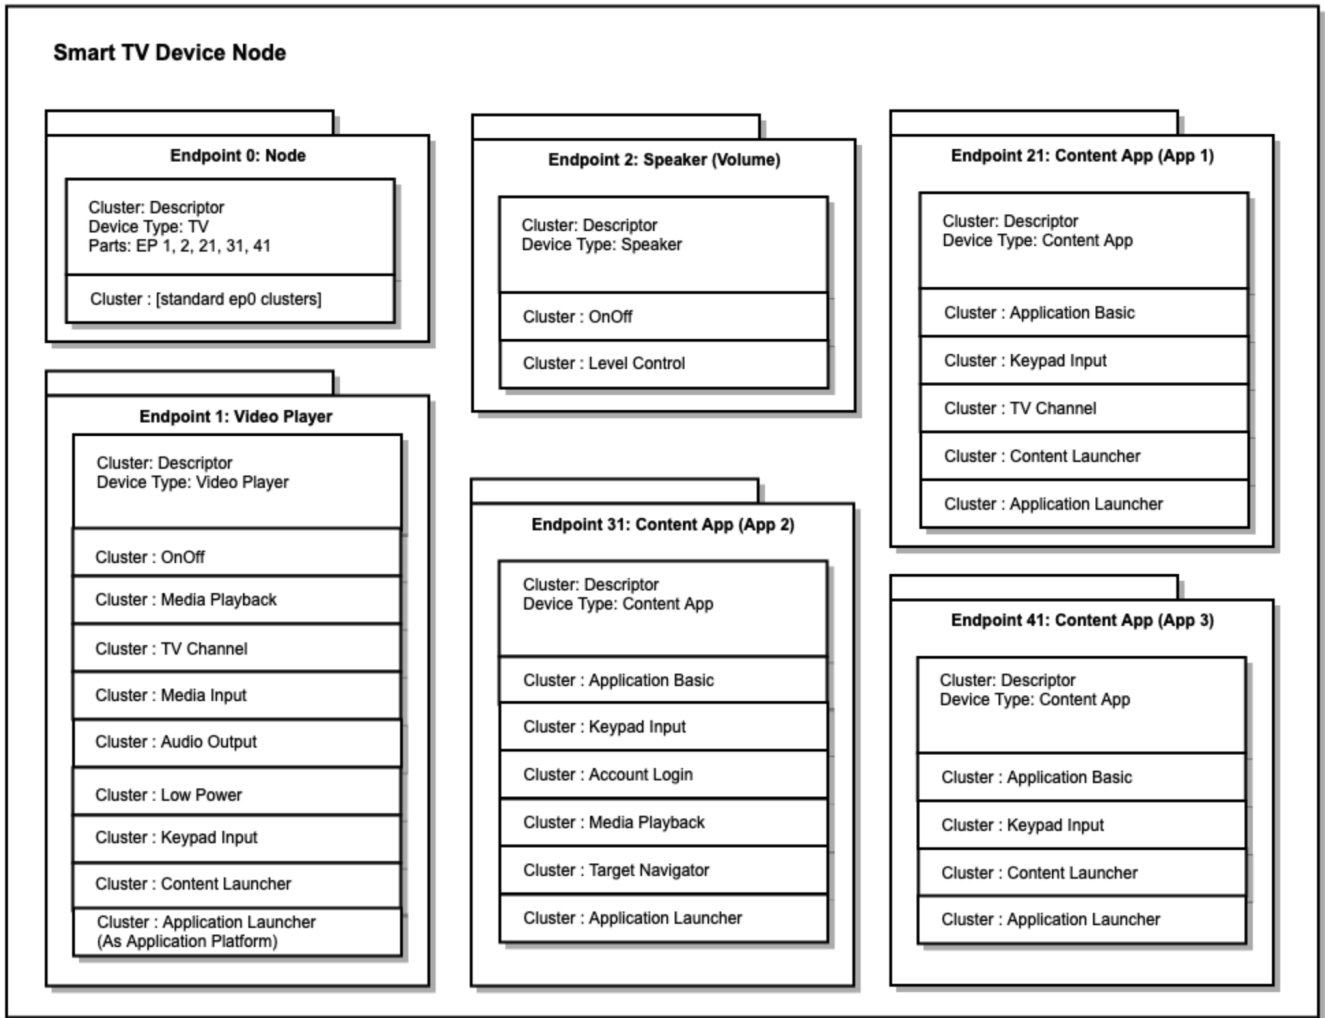 Smart TV Device Node
Endpoint 0: Node
Cluster: Descriptor
Device Type: TV
Parts: EP 1, 2, 21, 31, 41
Cluster : [standard ep0 clusters]
Endpoint 1: Video Player
Cluster: Descriptor
Device Type: Video Player
Cluster : OnOff
Cluster : Media Playback
Cluster : TV Channel
Cluster : Media Input
Cluster : Audio Output
Cluster : Low Power
Cluster : Keypad Input
Cluster : Content Launcher
Cluster : Application Launcher
(As Application Platform)
Endpoint 2: Speaker (Volume)
Cluster: Descriptor
Device Type: Speaker
Cluster : OnOff
Cluster : Level Control
Endpoint 31: Content App (App 2)
Cluster: Descriptor
Device Type: Content App
Cluster : Application Basic
Cluster : Keypad Input
Cluster : Account Login
Cluster : Media Playback
Cluster : Target Navigator
Cluster : Application Launcher
Endpoint 21: Content App (App 1)
Cluster: Descriptor
Device Type: Content App
Cluster : Application Basic
Cluster : Keypad Input
Cluster : TV Channel
Cluster : Content Launcher
Cluster : Application Launcher
Endpoint 41: Content App (App 3)
Cluster: Descriptor
Device Type: Content App
Cluster : Application Basic
Cluster : Keypad Input
Cluster : Content Launcher
Cluster : Application Launcher